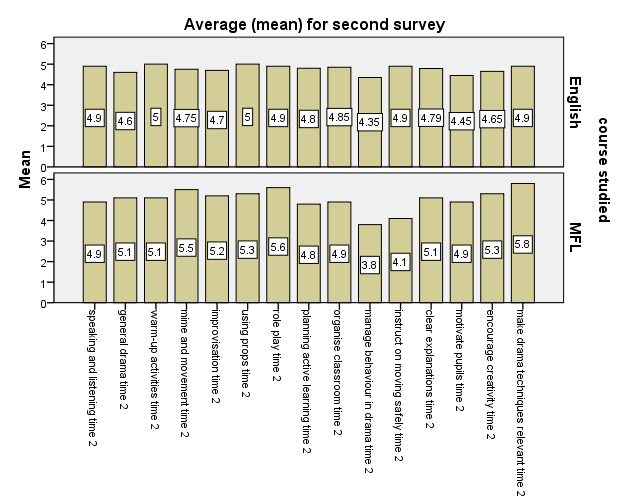 Average (mean) for second survey
Mean
6
5
4
3
2
1
0
4.9
4.6
5
4.75
4.7
5
4.9
4.8
4.85
4.35
4.9
4.79
4.45
4.65
4.9
English
course studied
6
5
4
3
2
1
0
4.9
5.1
5.1
5.5
5.2
5.3
5.6
4.8
4.9
3.8
4.1
5.1
4.9
5.3
5.8
MFL
speaking and listening time 2
general drama time 2
warm-up activities time 2
mime and movement time 2
improvisation time 2
using props time 2
role play time 2
planning active learning time 2
organise classroom time 2
manage behaviour in drama time 2
instruct on moving safely time 2
clear explanations time 2
motivate pupils time 2
encourage creativity time 2
make drama techniques relevant time 2